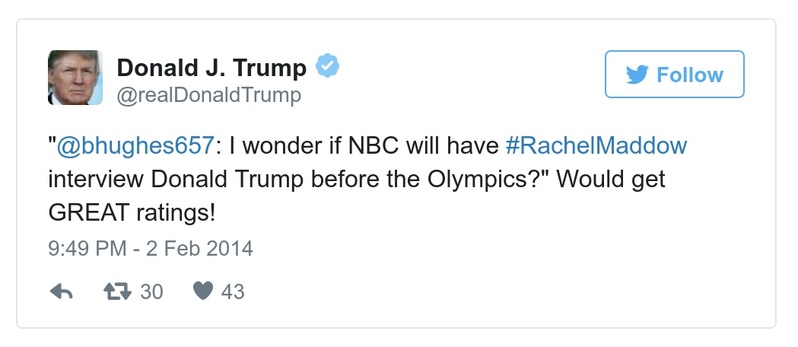 Donald J. Trump
@realDonaldTrump
Follow
"@bhughes657: I wonder if NBC will have #RachelMaddow
interview Donald Trump before the Olympics?" Would get
GREAT ratings!
9:49 PM - 2 Feb 2014
30 43